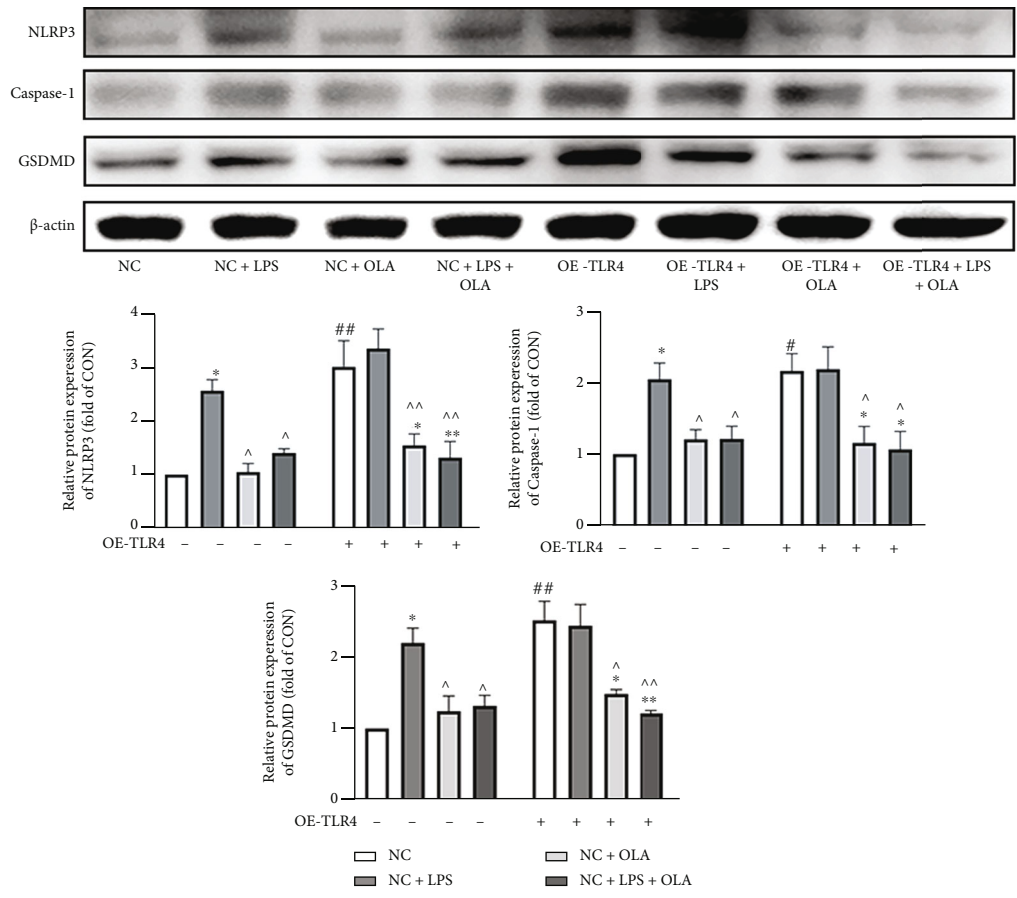 NLRP3
Caspase-1
GSDMD
β-actin
NC
NC + LPS
NC + OLA
NC + LPS +
OLA
OE -TLR4
OE -TLR4 +
LPS
OE -TLR4 +
OLA
OE -TLR4 + LPS
+ OLA
Relative protein experession
of NLRP3 (fold of CON)
4
3
2
1
0
*
^
^
##
^^
*
^^
**
OE-TLR4 – – – – + + + +
Relative protein experession
of Caspase-1 (fold of CON)
3
2
1
0
*
^
^
#
^
*
^
*
OE-TLR4 – – – – + + + +
Relative protein experession
of GSDMD (fold of CON)
3
2
1
0
*
^
^
##
^
*
^^
**
OE-TLR4 – – – – + + + +
NC
NC + LPS
NC + OLA
NC + LPS + OLA